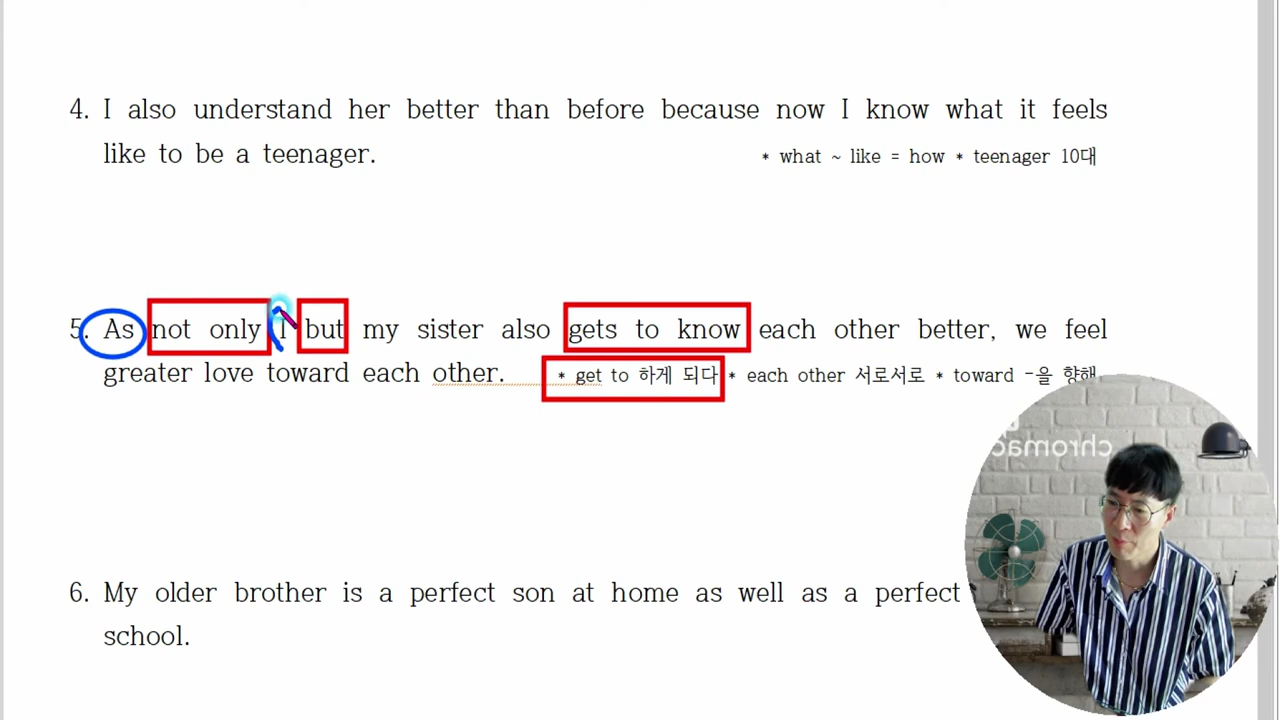 4. I also understand her better than before because now I know what it feels
like to be a teenager. * what ~ like = how * teenager 10대
5. As not only I but my sister also gets to know each other better, we feel
greater love toward each other. * get to 하게 되다 * each other 서로서로 * toward -을 향해
chromac
6. My older brother is a perfect son at home as well as a perfect
school.